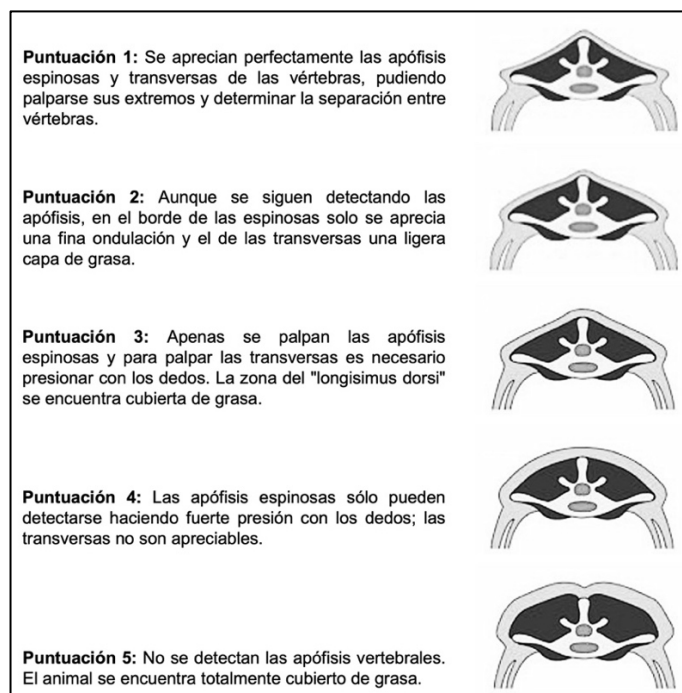 Puntuación 1: Se aprecian perfectamente las apófisis
espinosas y transversas de las vértebras, pudiendo
palparse sus extremos y determinar la separación entre
vértebras.
Puntuación 2: Aunque se siguen detectando las
apófisis, en el borde de las espinosas solo se aprecia
una fina ondulación y el de las transversas una ligera
capa de grasa.
Puntuación 3: Apenas se palpan las apófisis
espinosas y para palpar las transversas es necesario
presionar con los dedos. La zona del "longisimus dorsi"
se encuentra cubierta de grasa.
Puntuación 4: Las apófisis espinosas sólo pueden
detectarse haciendo fuerte presión con los dedos; las
transversas no son apreciables.
Puntuación 5: No se detectan las apófisis vertebrales.
El animal se encuentra totalmente cubierto de grasa.